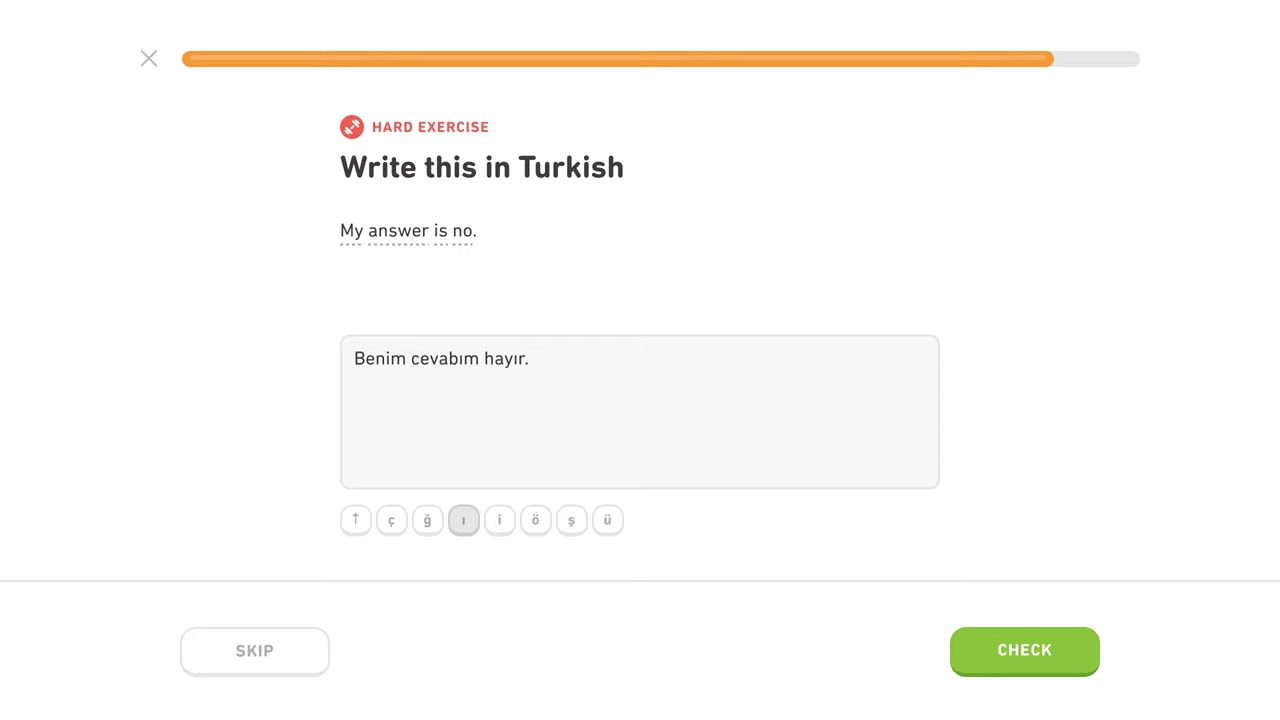 HARD EXERCISE
Write this in Turkish
My answer is no.
Benim cevabım hayır.
↑ ç ğ ı i ö ş ü
SKIP
CHECK